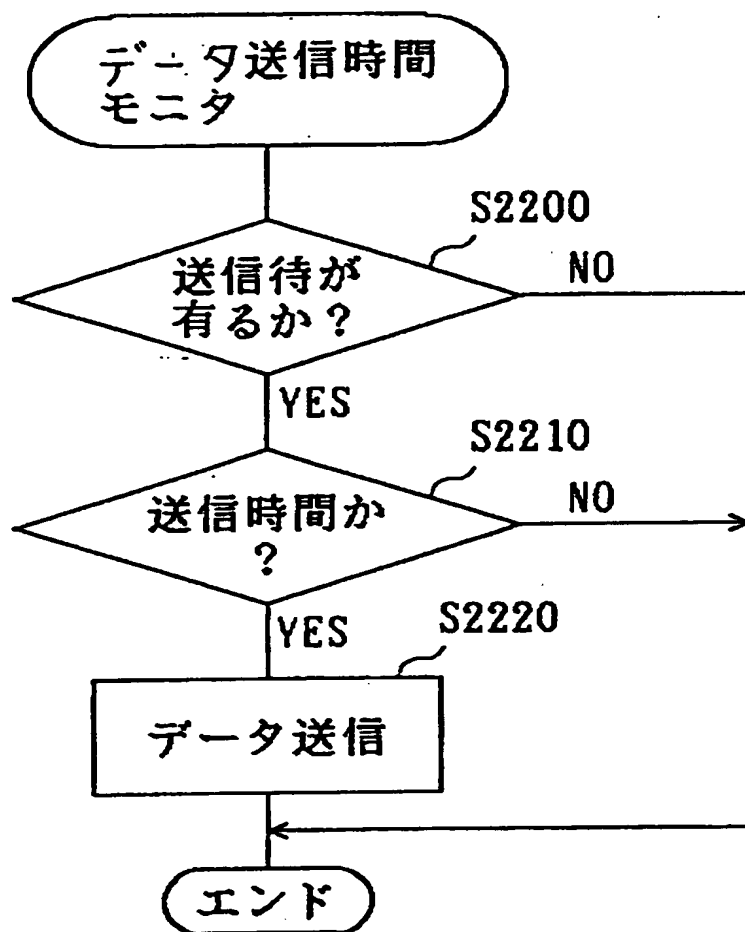 データ送信時間
モニタ
S2200
送信待が
有るか？
NO
YES
S2210
送信時間か
？
NO
YES
S2220
データ送信
エンド